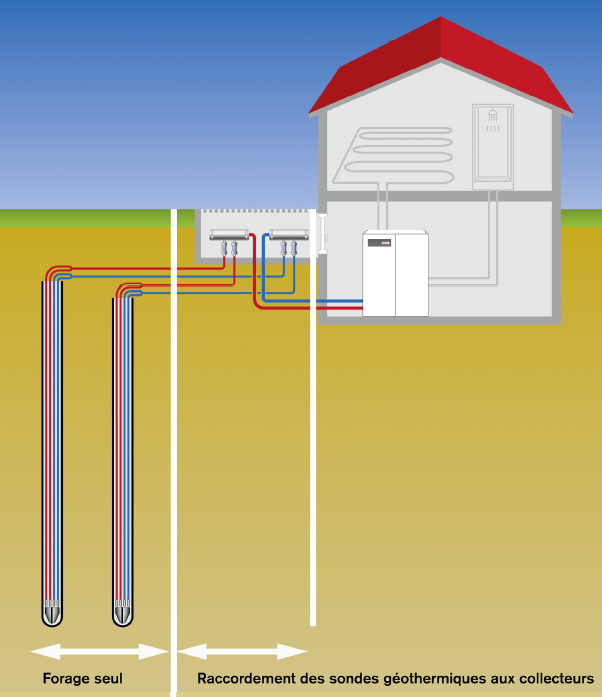 Forage seul
Raccordement des sondes géothermiques aux collecteurs